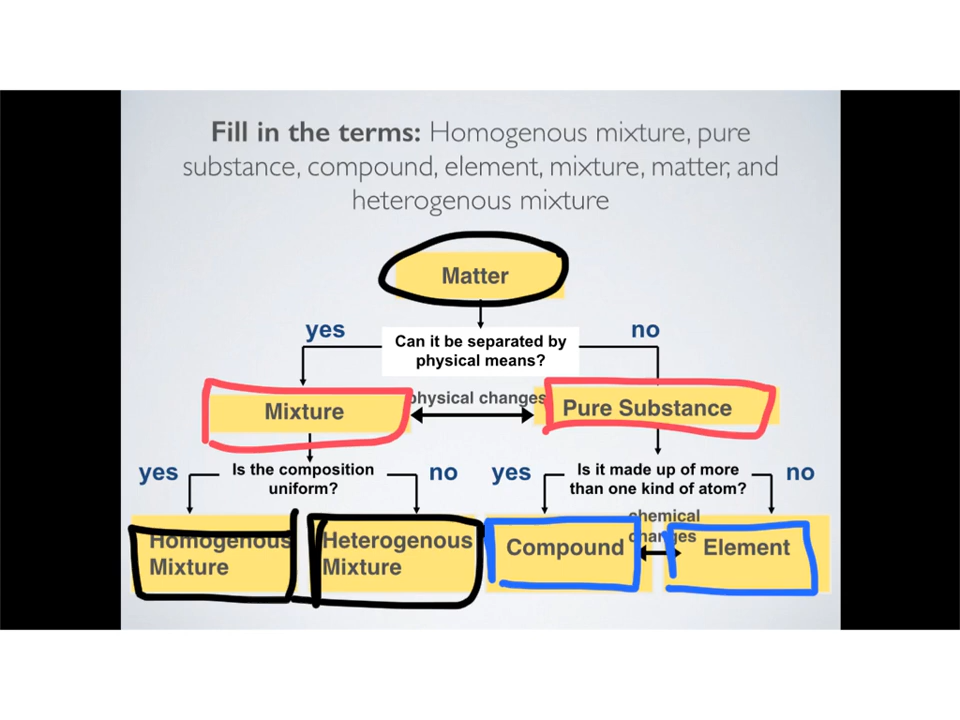 Fill in the terms: Homogenous mixture, pure
substance, compound, element, mixture, matter, and
heterogenous mixture
Matter
yes
Can it be separated by
physical means?
no
Mixture
physical changes
Pure Substance
yes
Is the composition
uniform?
no
yes
Is it made up of more
than one kind of atom?
no
Homogenous
Mixture
Heterogenous
Mixture
Compound
chemical
changes
Element